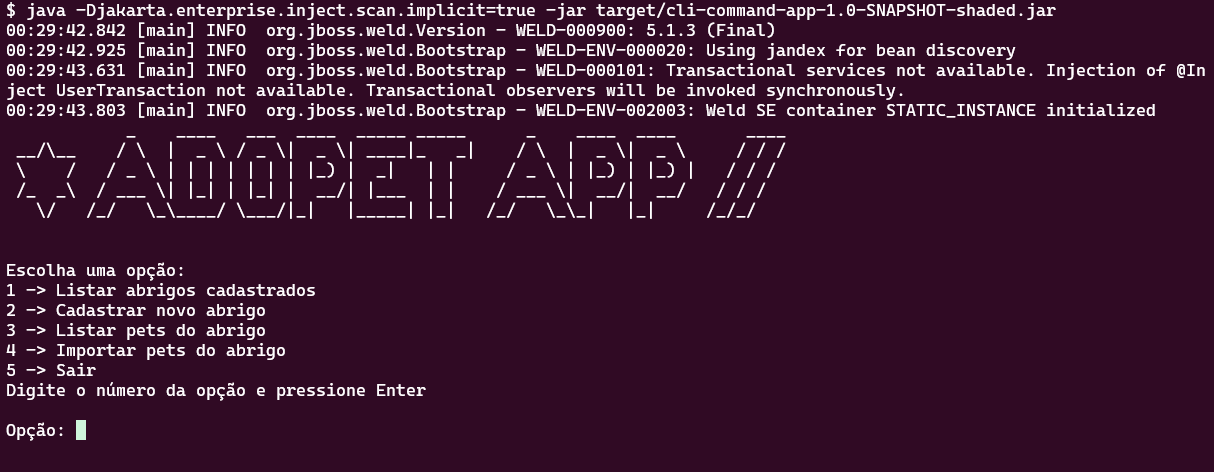 $ java -Djakarta.enterprise.inject.scan.implicit=true -jar target/cli-command-app-1.0-SNAPSHOT-shaded.jar
00:29:42.842 [main] INFO  org.jboss.weld.Version - WELD-000900: 5.1.3 (Final)
00:29:42.925 [main] INFO  org.jboss.weld.Bootstrap - WELD-ENV-000020: Using jandex for bean discovery
00:29:43.631 [main] INFO  org.jboss.weld.Bootstrap - WELD-000101: Transactional services not available. Injection of @In
ject UserTransaction not available. Transactional observers will be invoked synchronously.
00:29:43.803 [main] INFO  org.jboss.weld.Bootstrap - WELD-ENV-002003: Weld SE container STATIC_INSTANCE initialized
* ADOPET APP //
Escolha uma opção:
1 -> Listar abrigos cadastrados
2 -> Cadastrar novo abrigo
3 -> Listar pets do abrigo
4 -> Importar pets do abrigo
5 -> Sair
Digite o número da opção e pressione Enter
Opção: